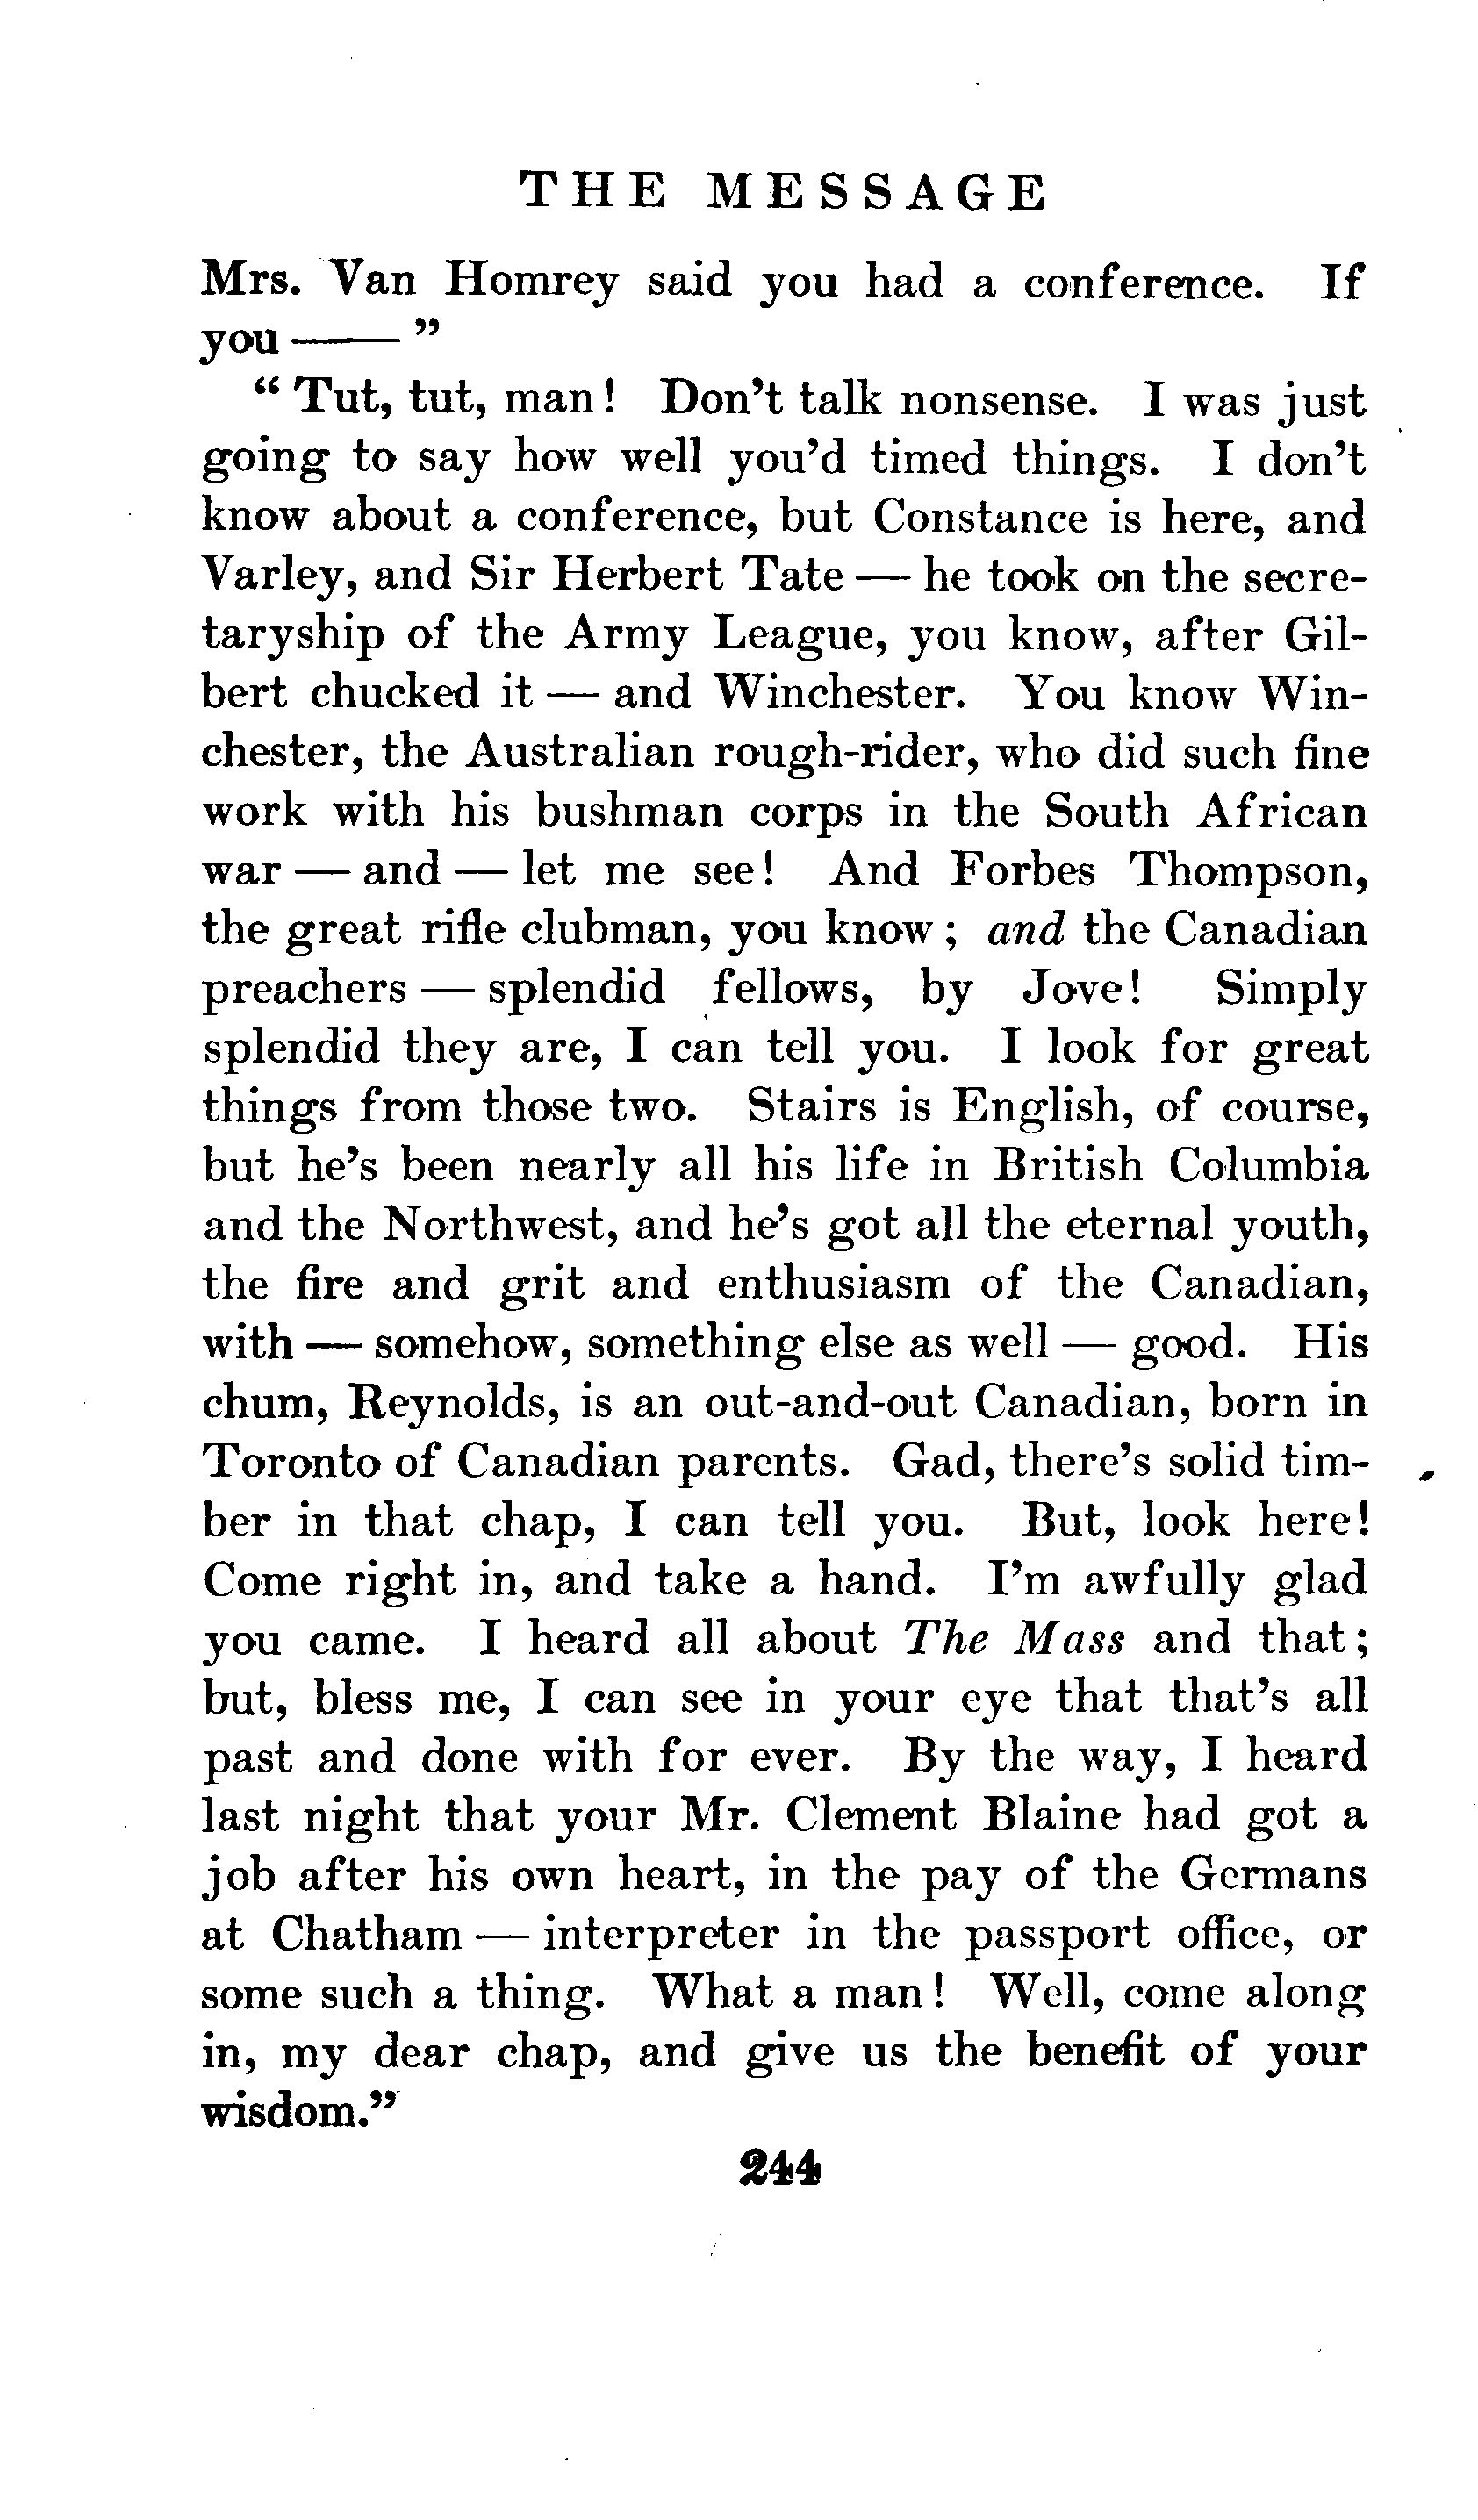 THE MESSAGE
Mrs. Van Homrey said you had a conference. If
you —— ”
“ Tut, tut, man ! Don’t talk nonsense. I was just
going to say how well you’d timed things. I don’t
know about a conference, but Constance is here, and
Varley, and Sir Herbert Tate — he took on the secre-
taryship of the Army League, you know, after Gil-
bert chucked it — and Winchester. You know Win-
chester, the Australian rough-rider, who did such fine
work with his bushman corps in the South African
war — and — let me see! And Forbes Thompson,
the great rifle clubman, you know ; and the Canadian
preachers — splendid fellows, by Jove! Simply
splendid they are, I can tell you. I look for great
things from those two. Stairs is English, of course,
but he’s been nearly all his life in British Columbia
and the Northwest, and he’s got all the eternal youth,
the fire and grit and enthusiasm of the Canadian,
with — somehow, something else as well — good. His
chum, Reynolds, is an out-and-out Canadian, born in
Toronto of Canadian parents. Gad, there’s solid tim-
ber in that chap, I can tell you. But, look here!
Come right in, and take a hand. I’m awfully glad
you came. I heard all about The Mass and that ;
but, bless me, I can see in your eye that that’s all
past and done with for ever. By the way, I heard
last night that your Mr. Clement Blaine had got a
job after his own heart, in the pay of the Germans
at Chatham — interpreter in the passport office, or
some such a thing. What a man ! Well, come along
in, my dear chap, and give us the benefit of your
wisdom.”
244